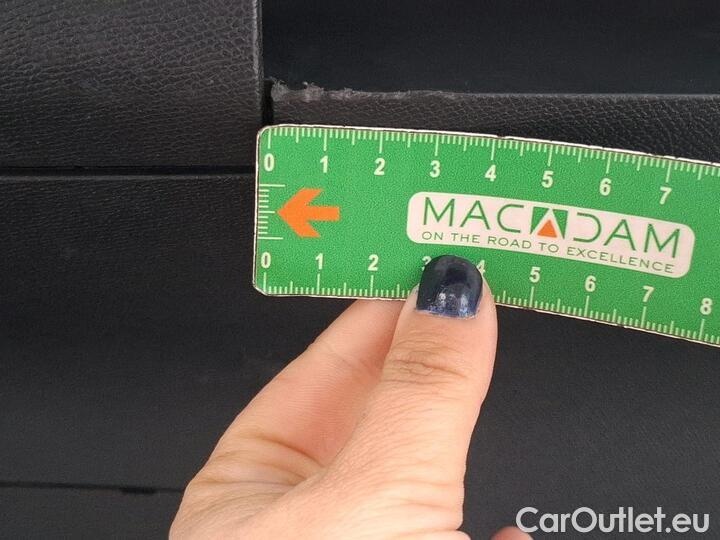 0 1 2 3 4 5 6 7
MACADAM
ON THE ROAD TO EXCELLENCE
0 1 2 3 4 5 6 7 8
CarOutlet.eu